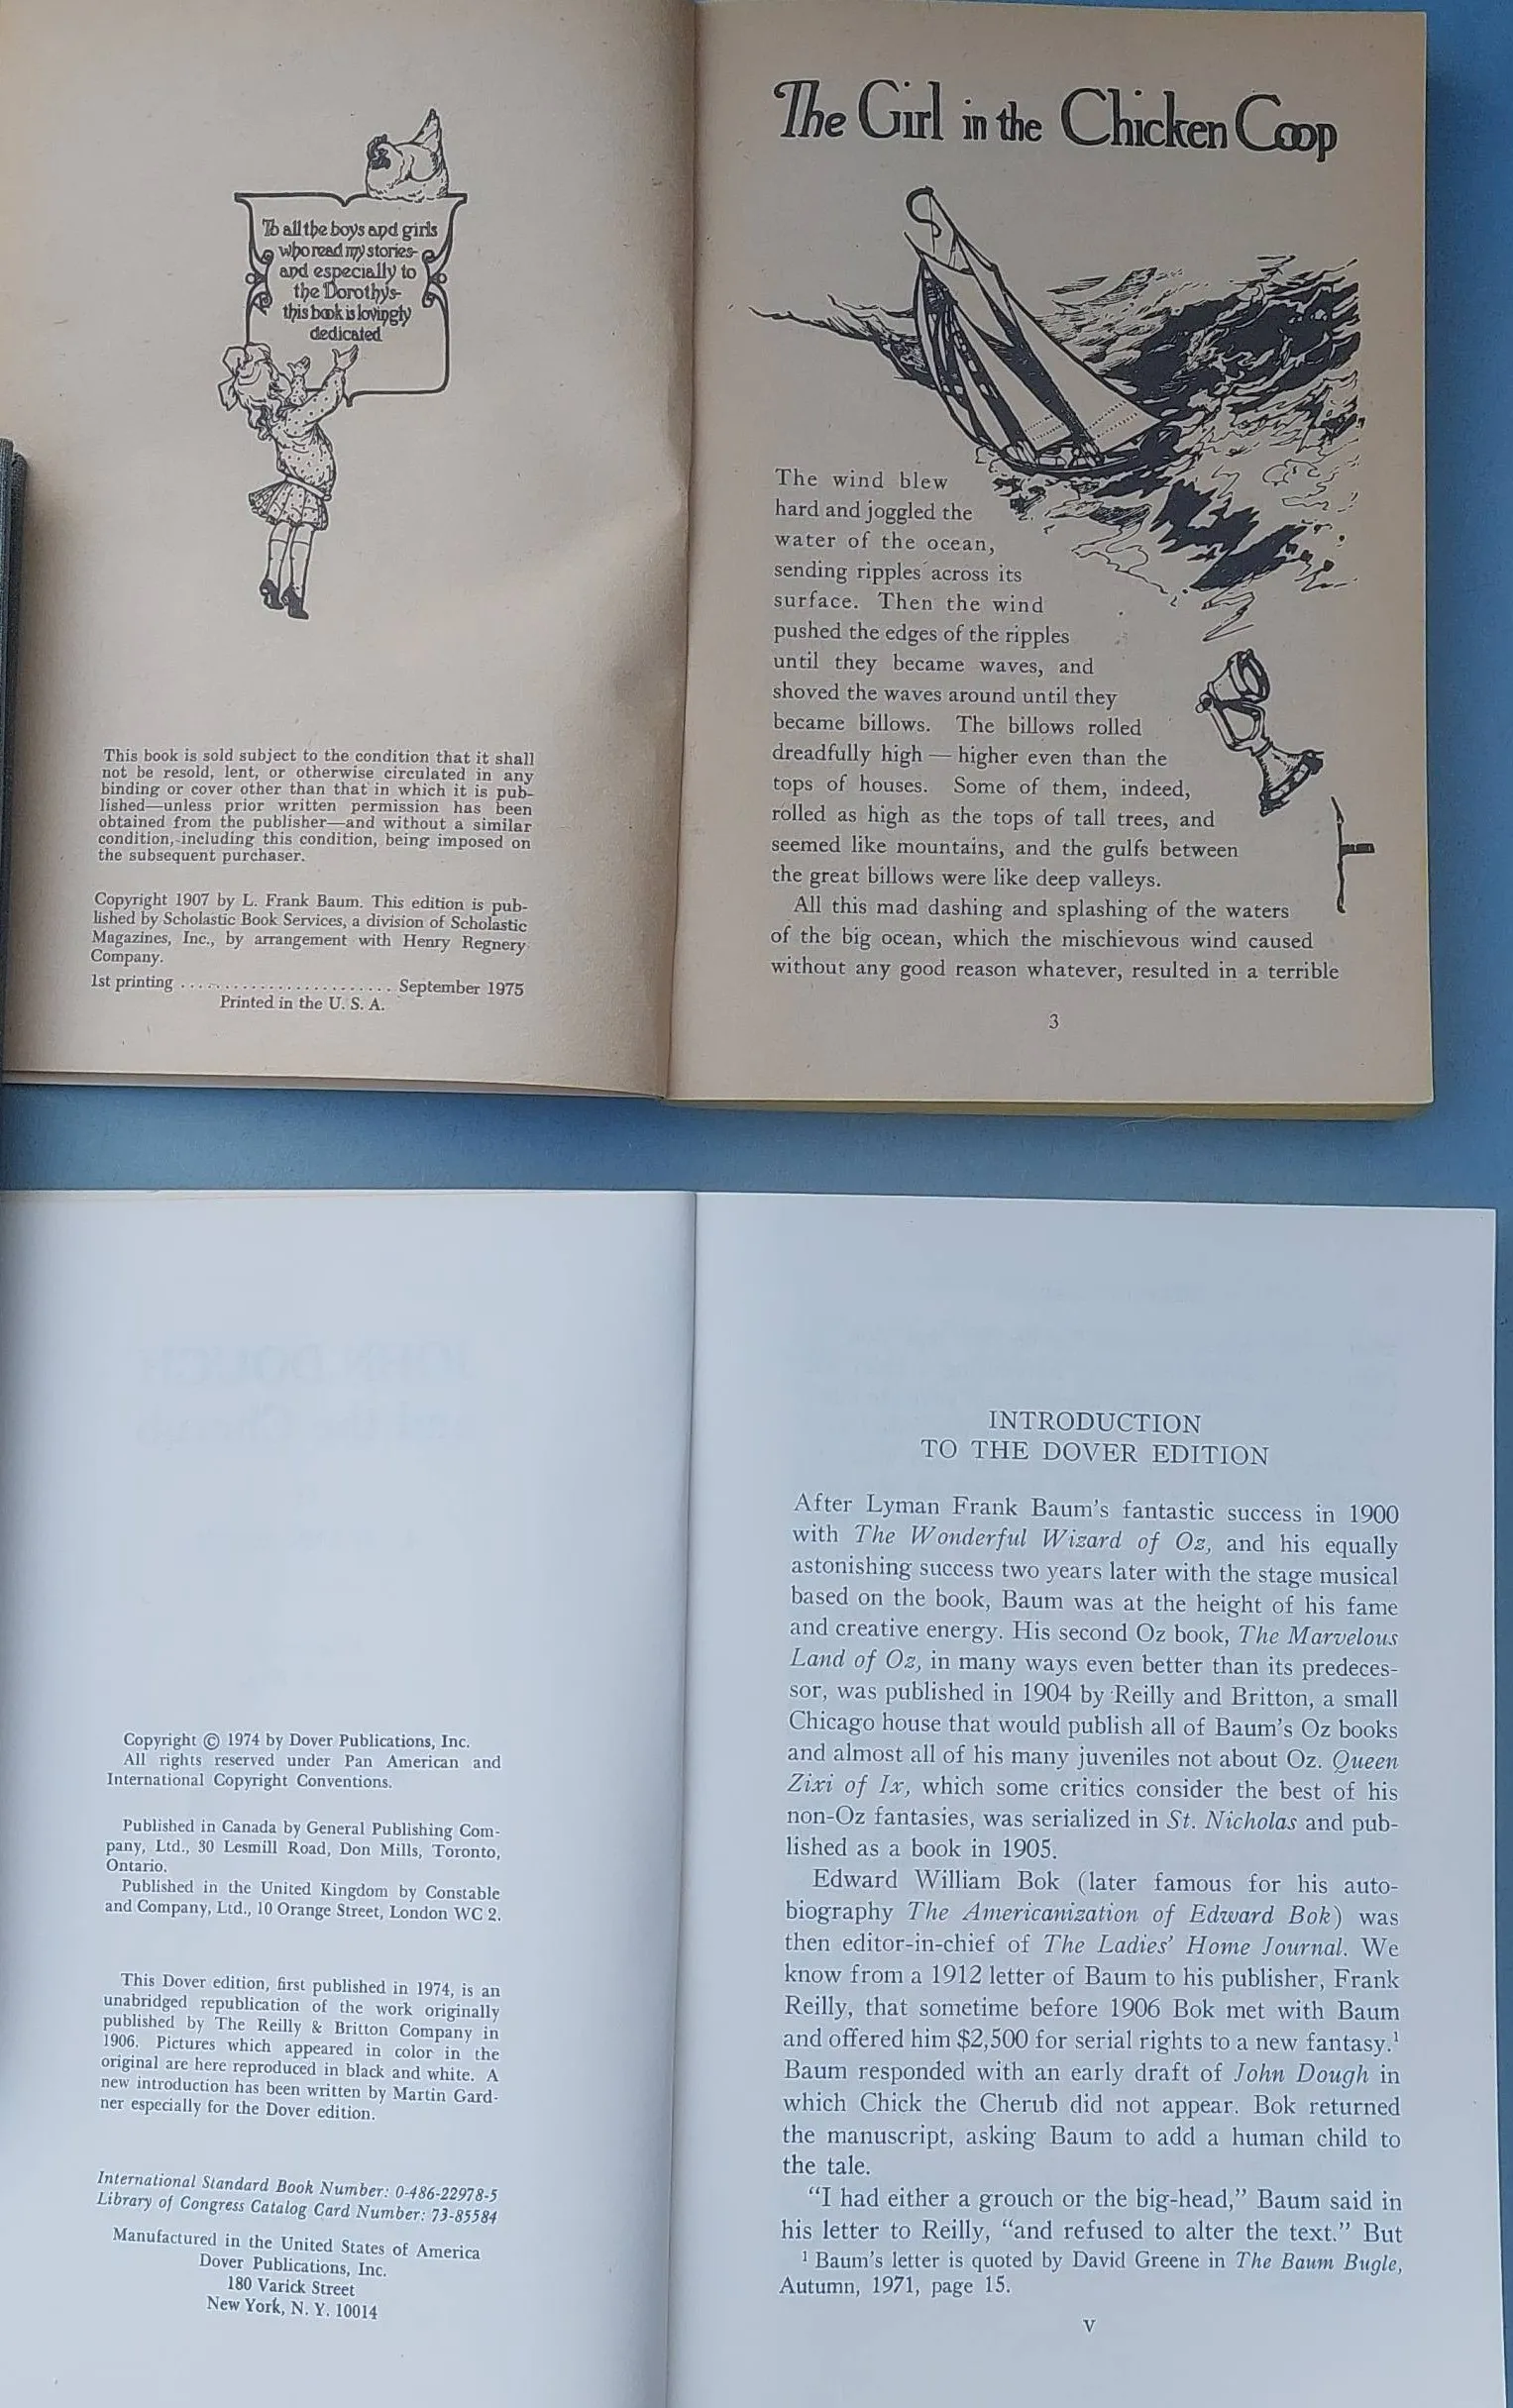 To all the boys and girls
who read my stories-
and especially to
the Dorothys-
this book is lovingly
dedicated
This book is sold subject to the condition that it shall
not be resold, lent, or otherwise circulated in any
binding or cover other than that in which it is pub-
lished—unless prior written permission has been
obtained from the publisher—and without a similar
condition, including this condition, being imposed on
the subsequent purchaser.
Copyright 1907 by L. Frank Baum. This edition is pub-
lished by Scholastic Book Services, a division of Scholastic
Magazines, Inc., by arrangement with Henry Regnery
Company.
1st printing ....................... September 1975
Printed in the U. S. A.
The Girl in the Chicken Coop
The wind blew
hard and joggled the
water of the ocean,
sending ripples across its
surface. Then the wind
pushed the edges of the ripples
until they became waves, and
shoved the waves around until they
became billows. The billows rolled
dreadfully high — higher even than the
tops of houses. Some of them, indeed,
rolled as high as the tops of tall trees, and
seemed like mountains, and the gulfs between
the great billows were like deep valleys.
All this mad dashing and splashing of the waters
of the big ocean, which the mischievous wind caused
without any good reason whatever, resulted in a terrible
3
JOHN DOUGH
and the Cherub
Copyright © 1974 by Dover Publications, Inc.
All rights reserved under Pan American and
International Copyright Conventions.
Published in Canada by General Publishing Com-
pany, Ltd., 30 Lesmill Road, Don Mills, Toronto,
Ontario.
Published in the United Kingdom by Constable
and Company, Ltd., 10 Orange Street, London WC 2.
This Dover edition, first published in 1974, is an
unabridged republication of the work originally
published by The Reilly & Britton Company in
1906. Pictures which appeared in color in the
original are here reproduced in black and white. A
new introduction has been written by Martin Gard-
ner especially for the Dover edition.
International Standard Book Number: 0-486-22978-5
Library of Congress Catalog Card Number: 73-85584
Manufactured in the United States of America
Dover Publications, Inc.
180 Varick Street
New York, N. Y. 10014
INTRODUCTION
TO THE DOVER EDITION
After Lyman Frank Baum's fantastic success in 1900
with The Wonderful Wizard of Oz, and his equally
astonishing success two years later with the stage musical
based on the book, Baum was at the height of his fame
and creative energy. His second Oz book, The Marvelous
Land of Oz, in many ways even better than its predeces-
sor, was published in 1904 by Reilly and Britton, a small
Chicago house that would publish all of Baum's Oz books
and almost all of his many juveniles not about Oz. Queen
Zixi of Ix, which some critics consider the best of his
non-Oz fantasies, was serialized in St. Nicholas and pub-
lished as a book in 1905.
Edward William Bok (later famous for his auto-
biography The Americanization of Edward Bok) was
then editor-in-chief of The Ladies' Home Journal. We
know from a 1912 letter of Baum to his publisher, Frank
Reilly, that sometime before 1906 Bok met with Baum
and offered him $2,500 for serial rights to a new fantasy.¹
Baum responded with an early draft of John Dough in
which Chick the Cherub did not appear. Bok returned
the manuscript, asking Baum to add a human child to
the tale.
"I had either a grouch or the big-head," Baum said in
his letter to Reilly, "and refused to alter the text." But
¹ Baum's letter is quoted by David Greene in The Baum Bugle,
Autumn, 1971, page 15.
v